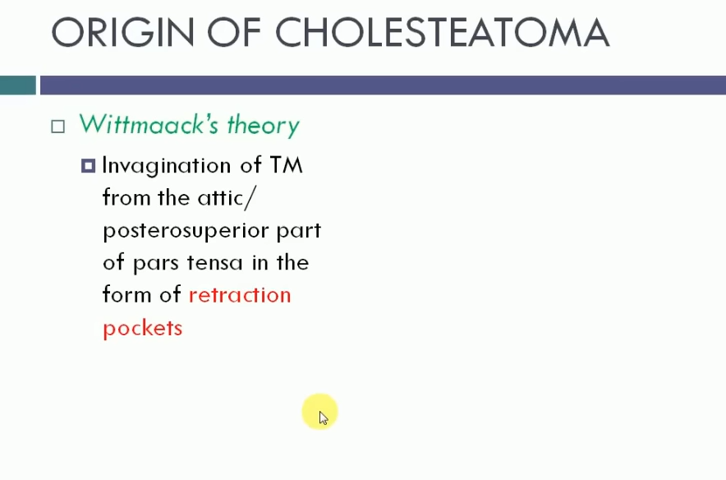 ORIGIN OF CHOLESTEATOMA
Wittmaack's theory
Invagination of TM
from the attic/
posterosuperior part
of pars tensa in the
form of retraction
pockets